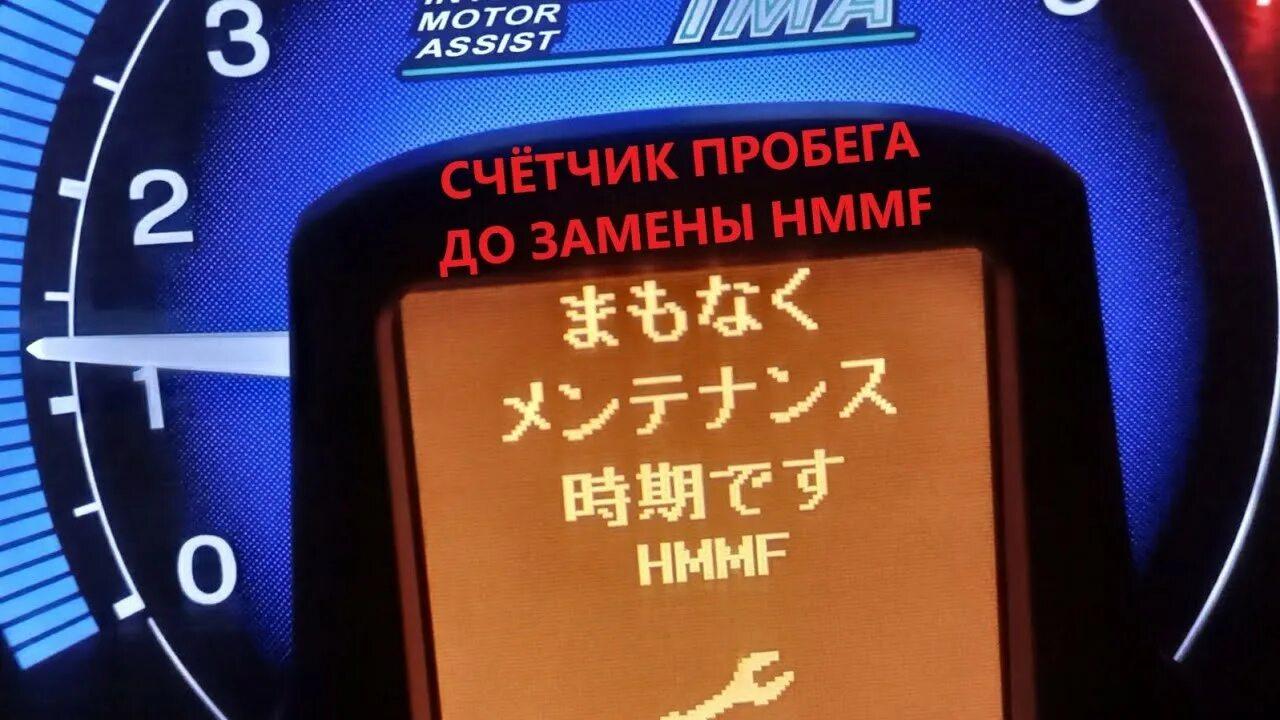 3
MOTOR
ASSIST
IMA
СЧЁТЧИК ПРОБЕГА
ДО ЗАМЕНЫ HMMF
2
まもなく
メンテナンス
1
時期です
HMMF
0